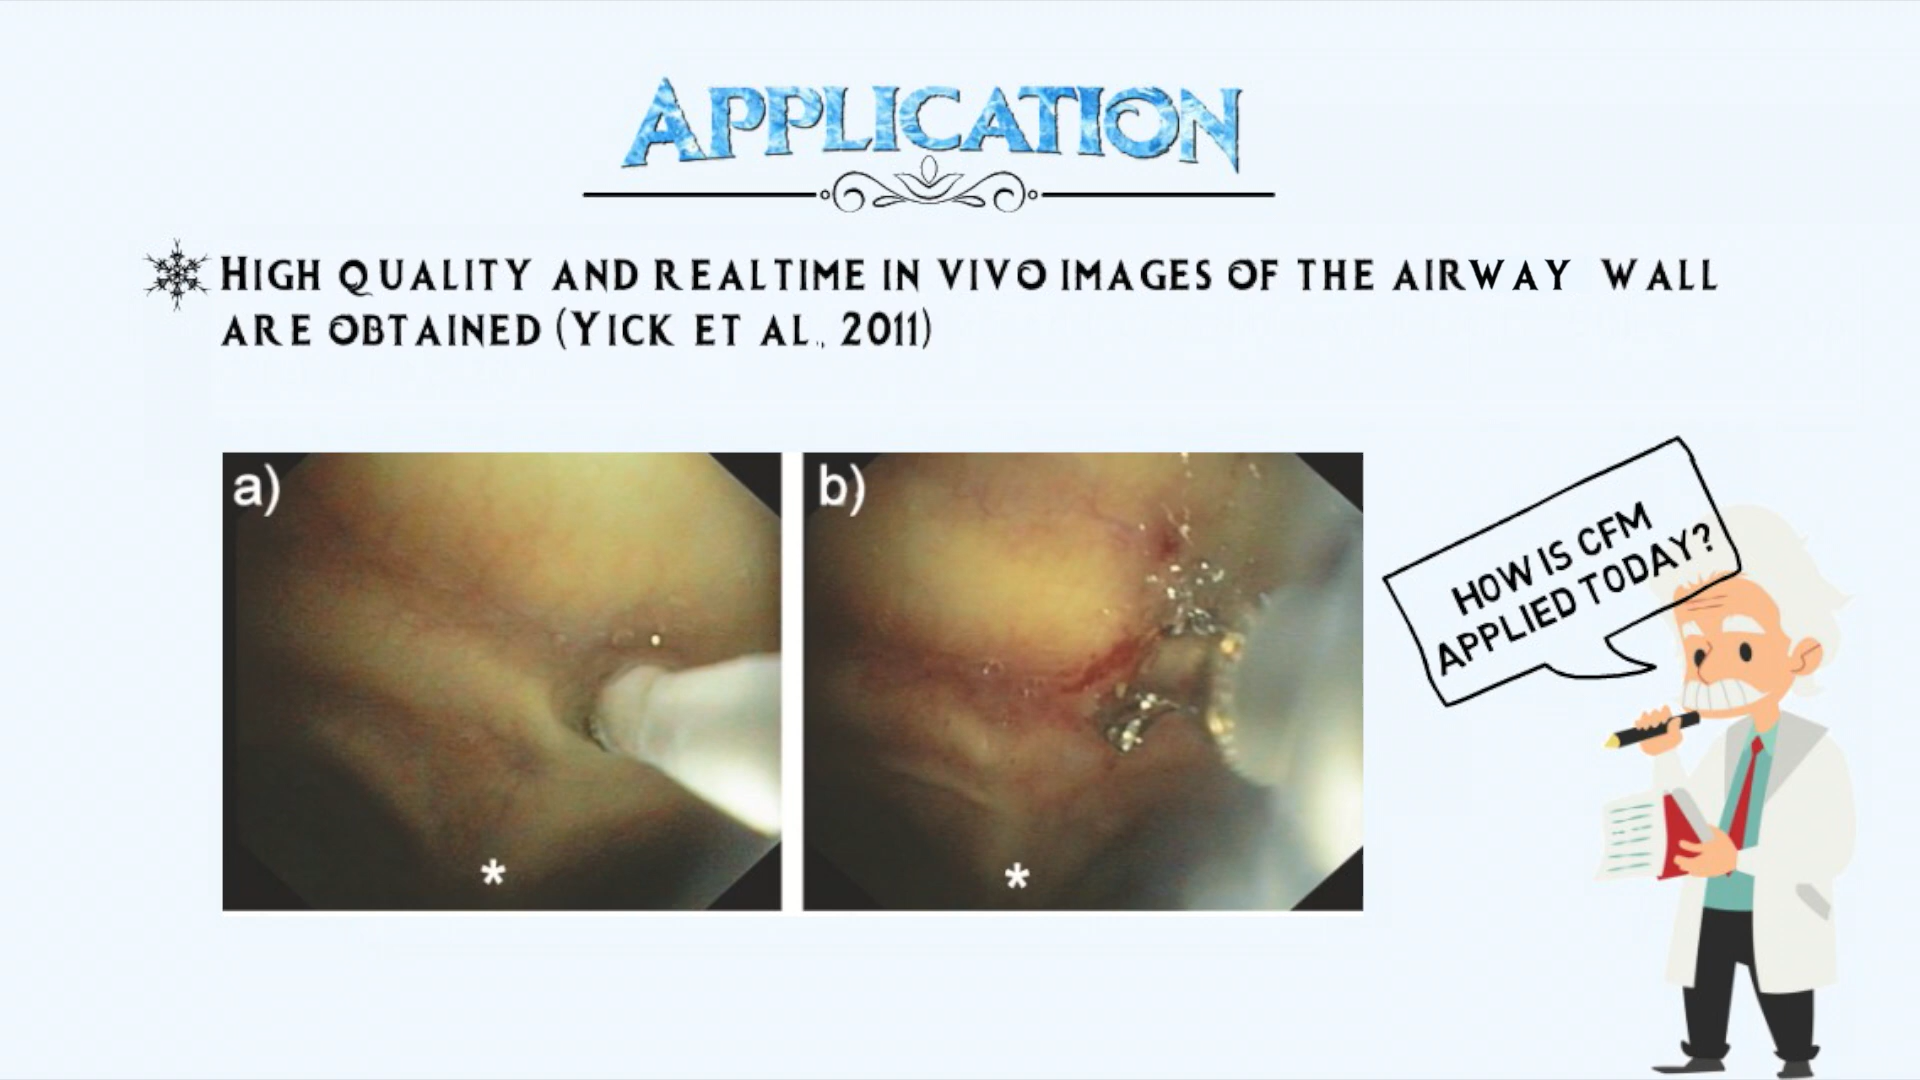 APPLICATION
HIGH QUALITY AND REALTIME IN VIVO IMAGES OF THE AIRWAY WALL
ARE OBTAINED (YICK ET AL., 2011)
a)
b)
HOW IS CFM
APPLIED TODAY?
*
*